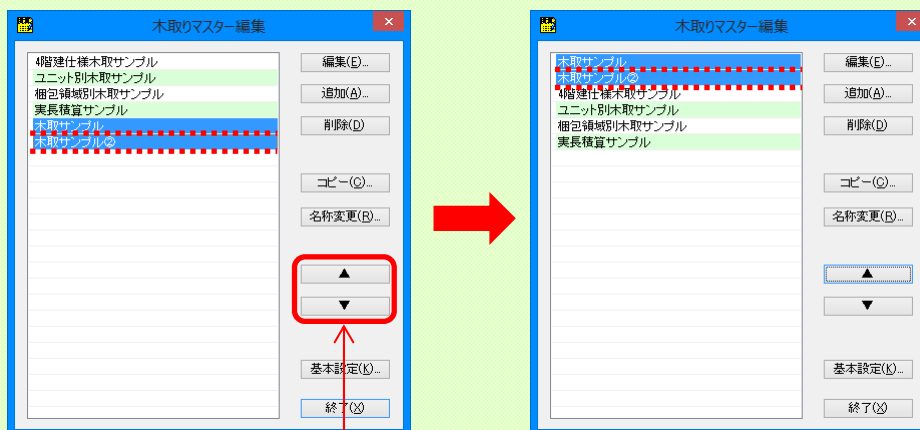 木取りマスター編集
4階建仕様木取サンプル
ユニット別木取サンプル
梱包領域別木取サンプル
実長積算サンプル
木取サンプル
木取サンプル②
編集(E)...
追加(A)...
削除(D)
コピー(C)...
名称変更(R)...
▲
▼
基本設定(K)...
終了(X)
木取りマスター編集
木取サンプル
木取サンプル②
4階建仕様木取サンプル
ユニット別木取サンプル
梱包領域別木取サンプル
実長積算サンプル
編集(E)...
追加(A)...
削除(D)
コピー(C)...
名称変更(R)...
▲
▼
基本設定(K)...
終了(X)